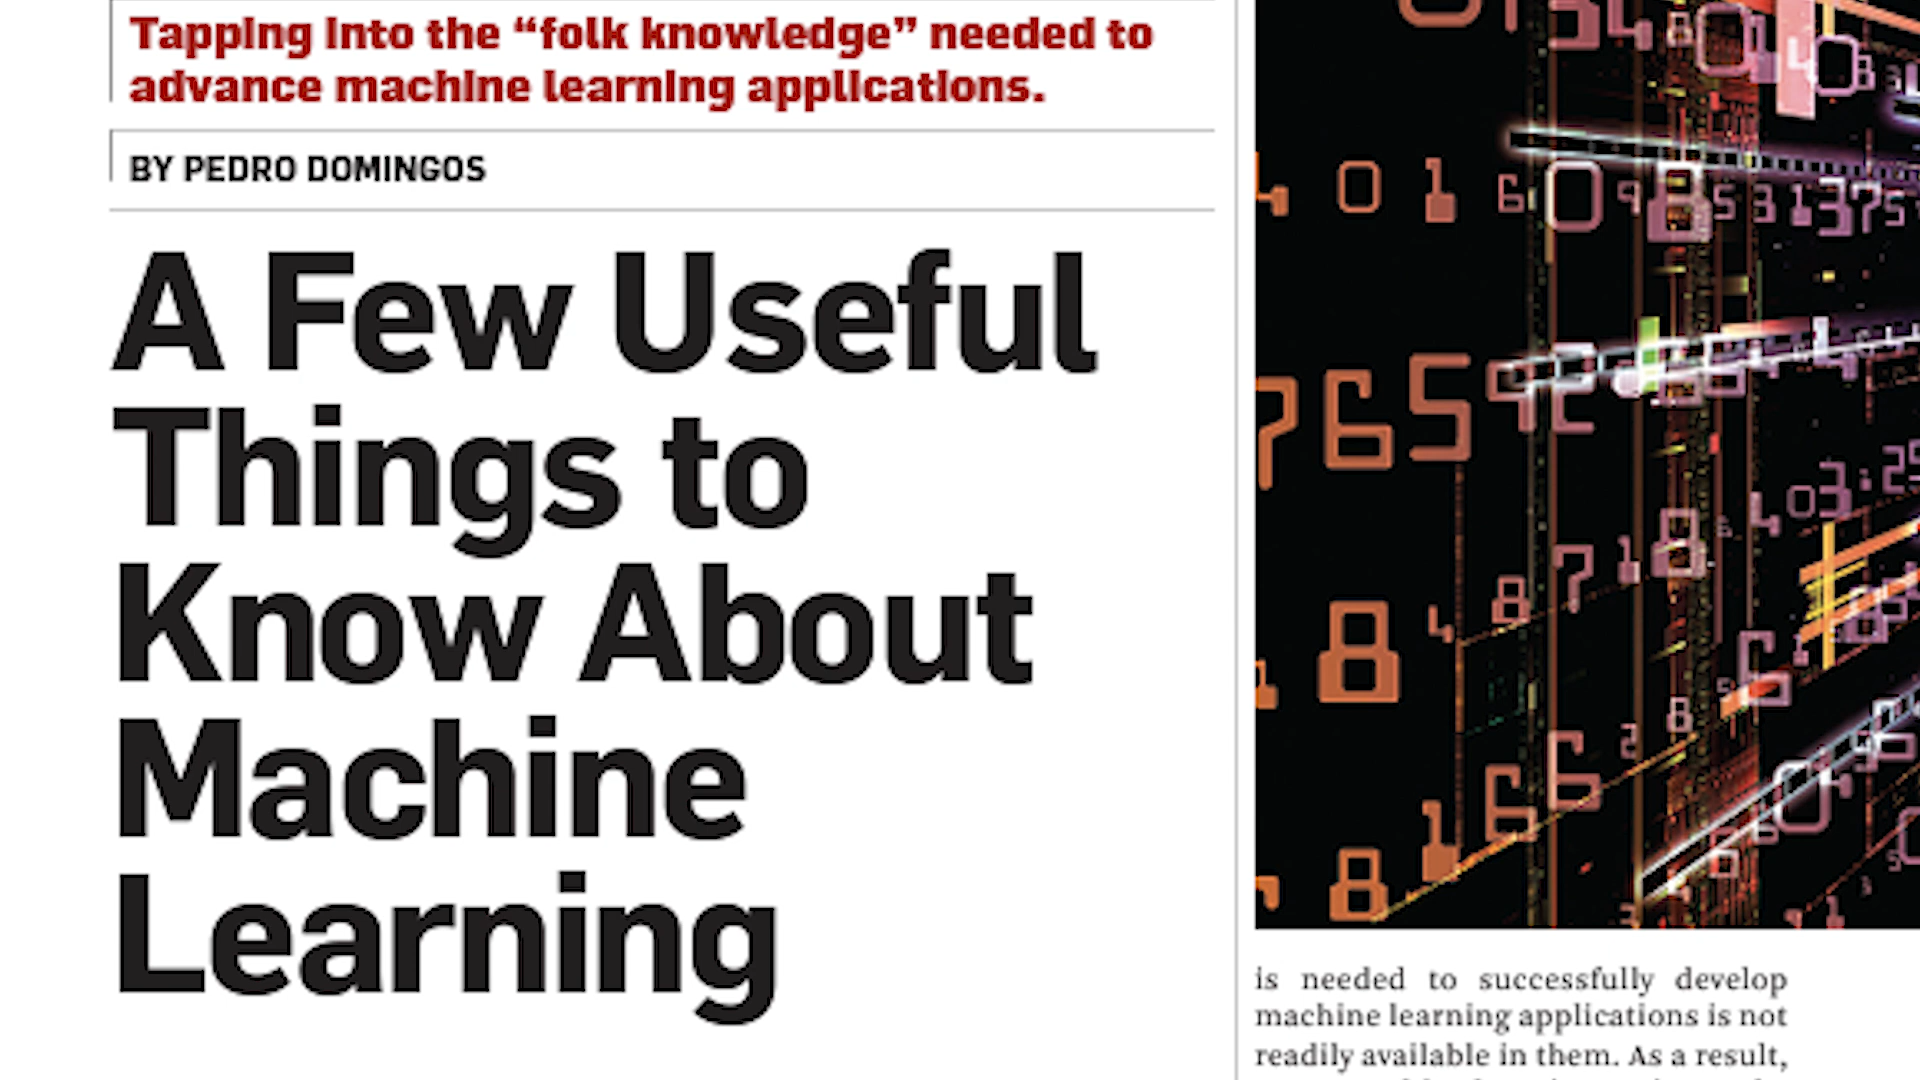 Tapping into the “folk knowledge” needed to
advance machine learning applications.
BY PEDRO DOMINGOS
A Few Useful
Things to
Know About
Machine
Learning
is needed to successfully develop
machine learning applications is not
readily available in them. As a result,